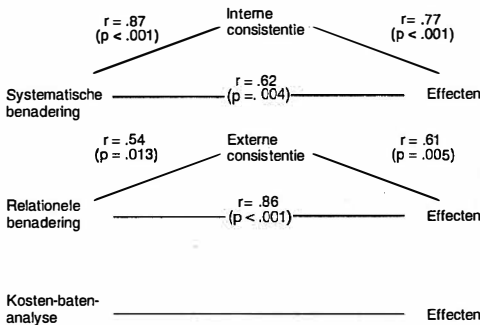 r = .87
(p < .001)
Interne
consistentie
r = .77
(p < .001)
Systematische
benadering
r = .62
(p = .004)
Effecten
r = .54
(p = .013)
Externe
consistentie
r = .61
(p = .005)
Relationele
benadering
r = .86
(p < .001)
Effecten
Kosten-baten-
analyse
Effecten